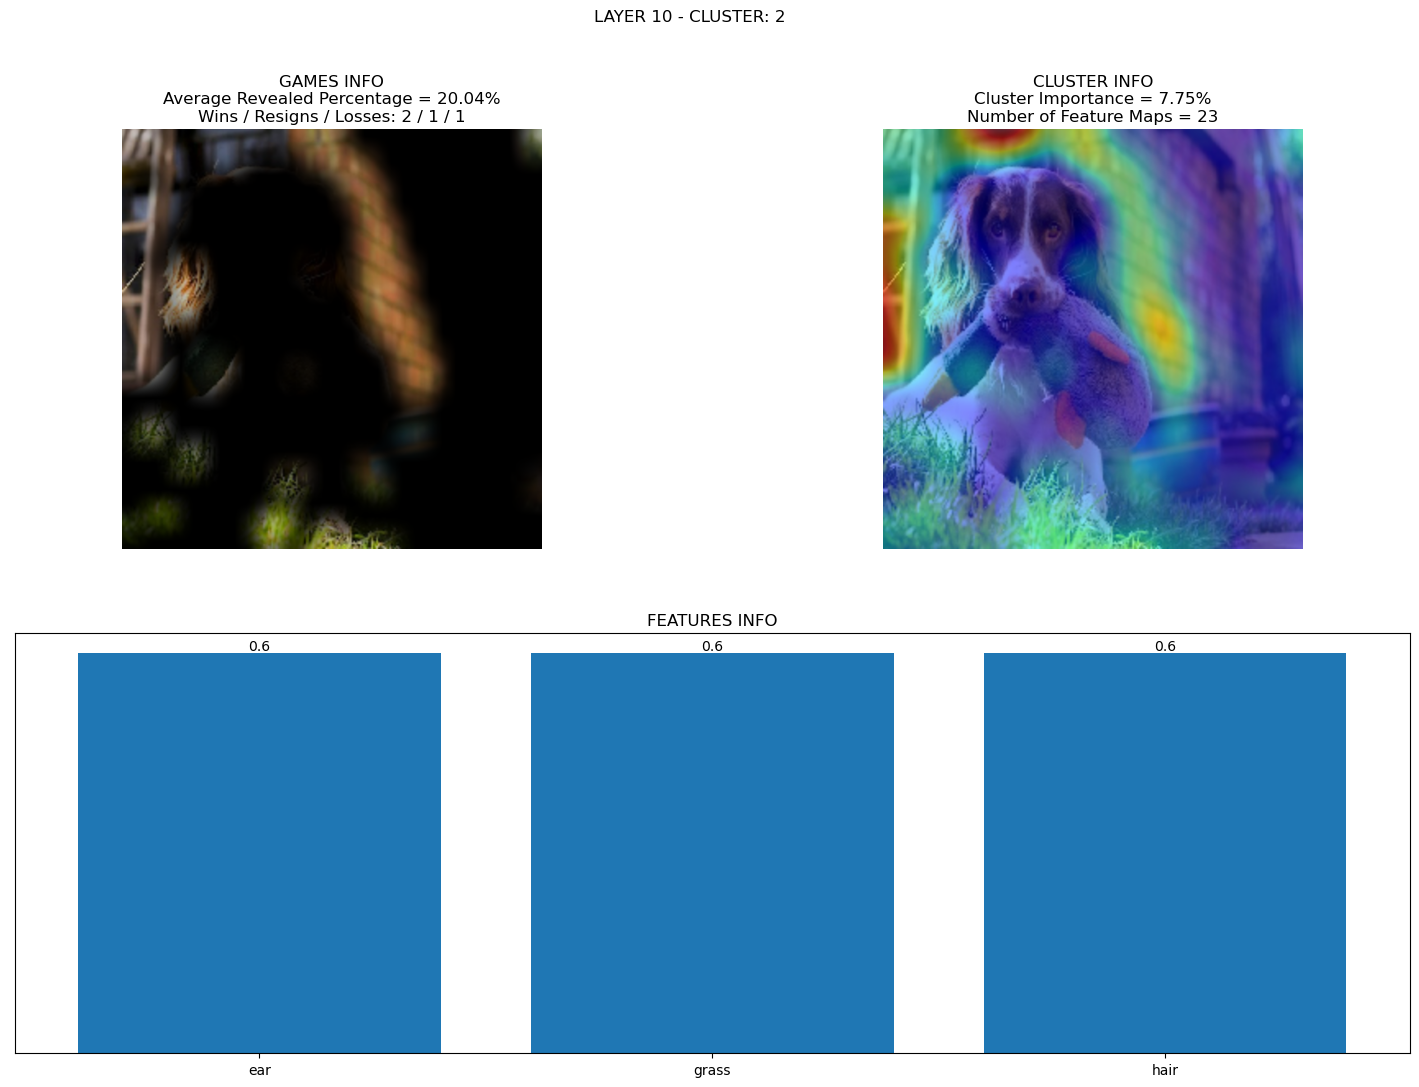 LAYER 10 - CLUSTER: 2
GAMES INFO
Average Revealed Percentage = 20.04%
Wins / Resigns / Losses: 2 / 1 / 1
CLUSTER INFO
Cluster Importance = 7.75%
Number of Feature Maps = 23
FEATURES INFO
0.6
0.6
0.6
ear
grass
hair